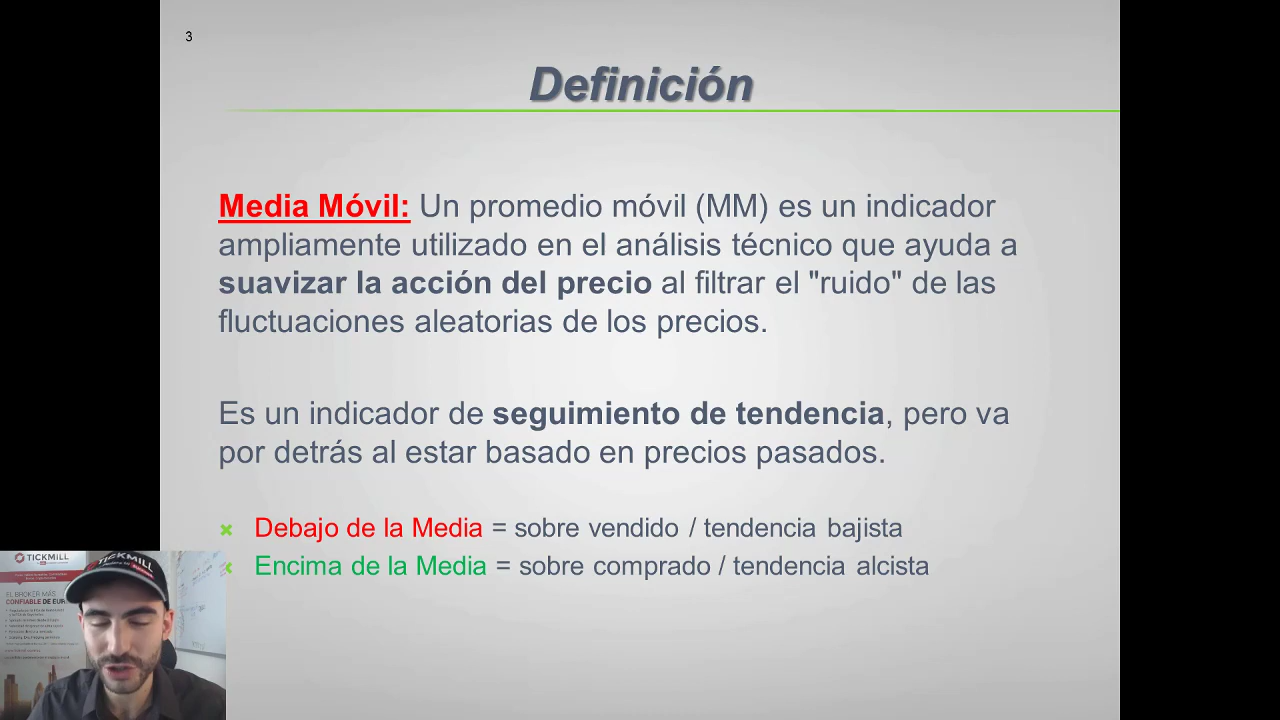 3
Definición
Media Móvil: Un promedio móvil (MM) es un indicador
ampliamente utilizado en el análisis técnico que ayuda a
suavizar la acción del precio al filtrar el "ruido" de las
fluctuaciones aleatorias de los precios.
Es un indicador de seguimiento de tendencia, pero va
por detrás al estar basado en precios pasados.
Debajo de la Media = sobre vendido / tendencia bajista
Encima de la Media = sobre comprado / tendencia alcista
TICKMILL
TICKMILL
EL BROKER MÁS
CONFIABLE DE EUR